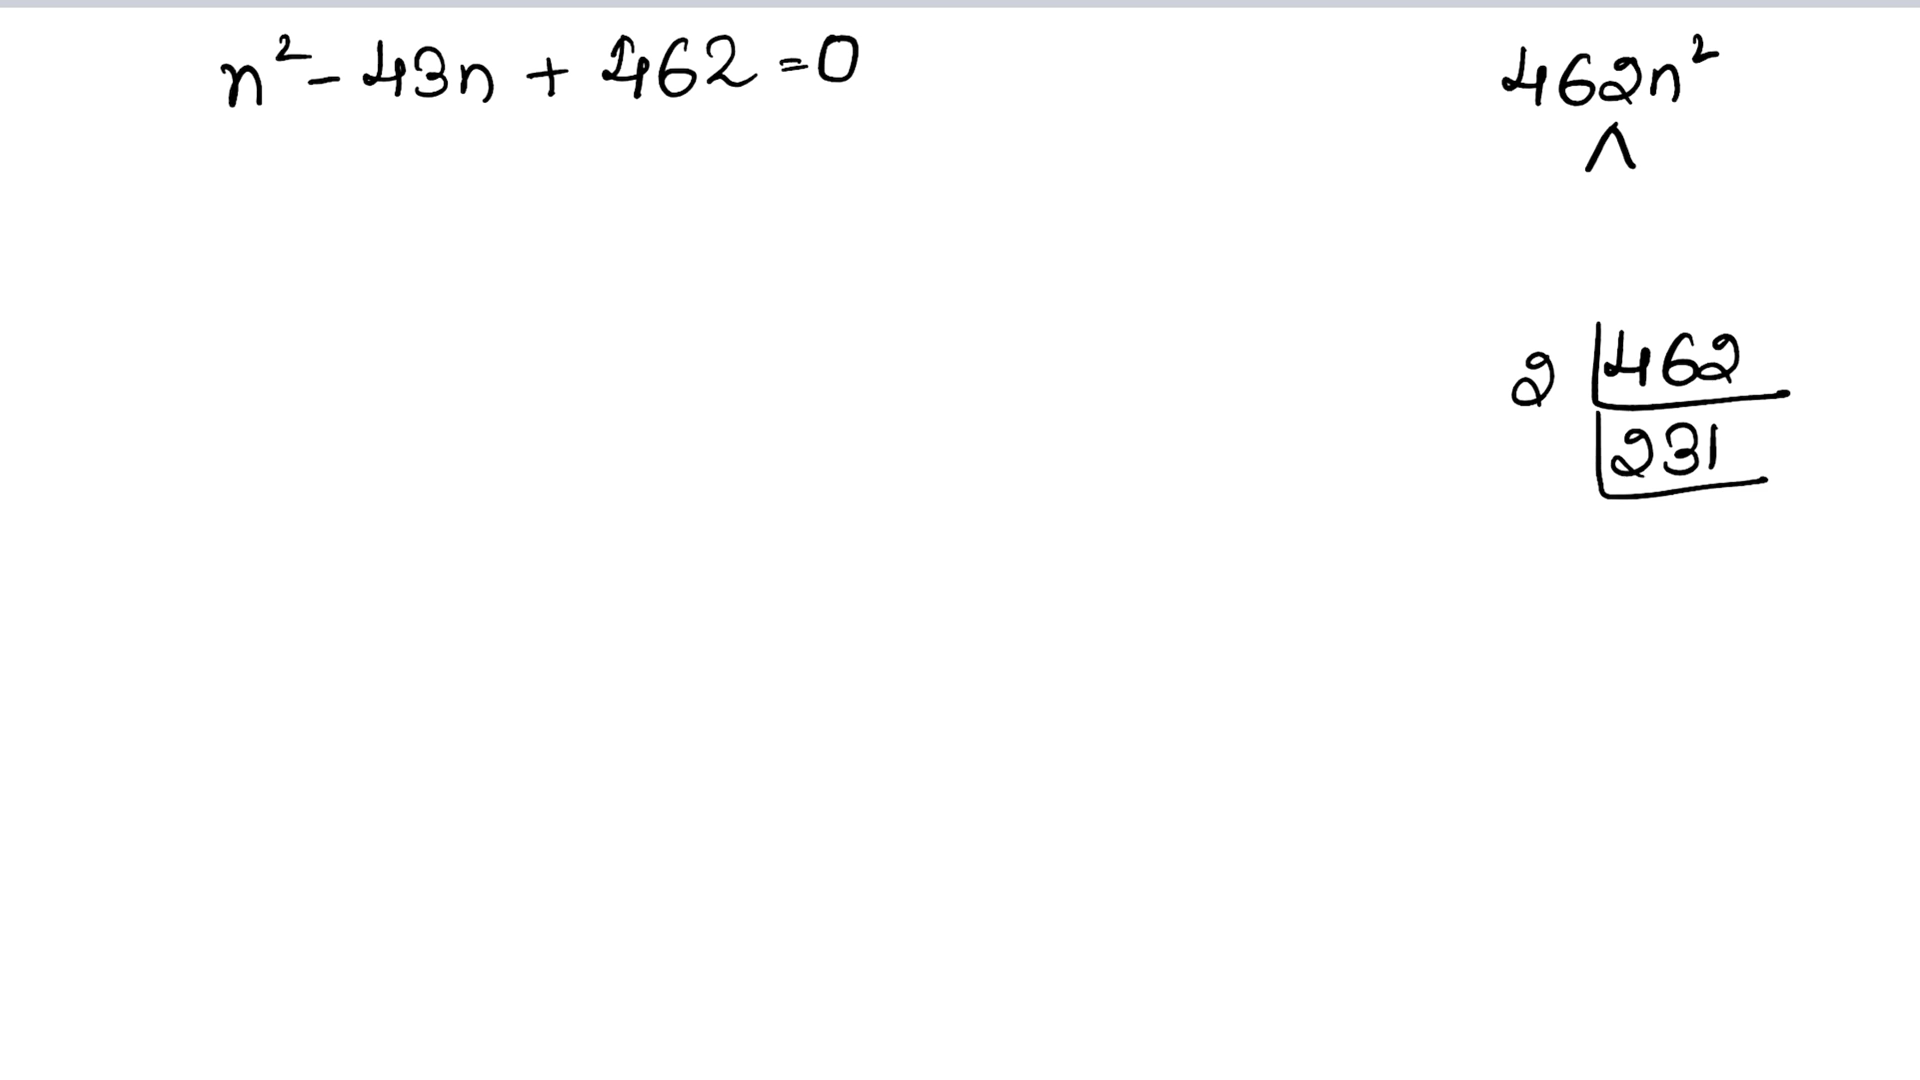 n² - 43n + 462 = 0
462n²
∧
2 | 462
231